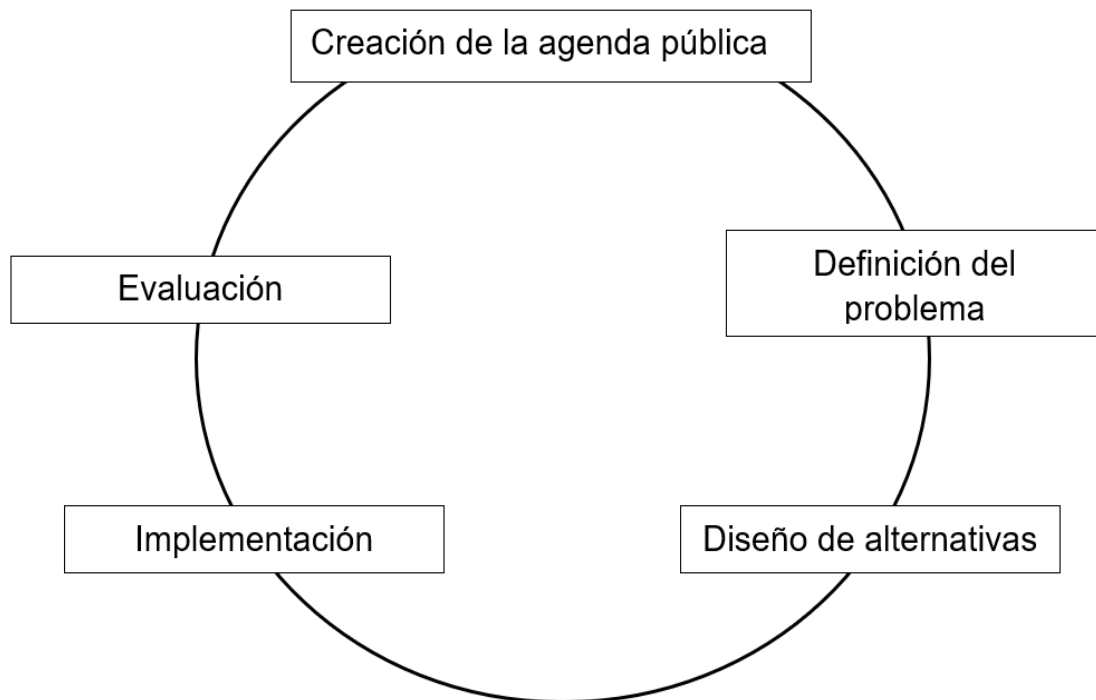 Creación de la agenda pública
Definición del
problema
Diseño de alternativas
Implementación
Evaluación